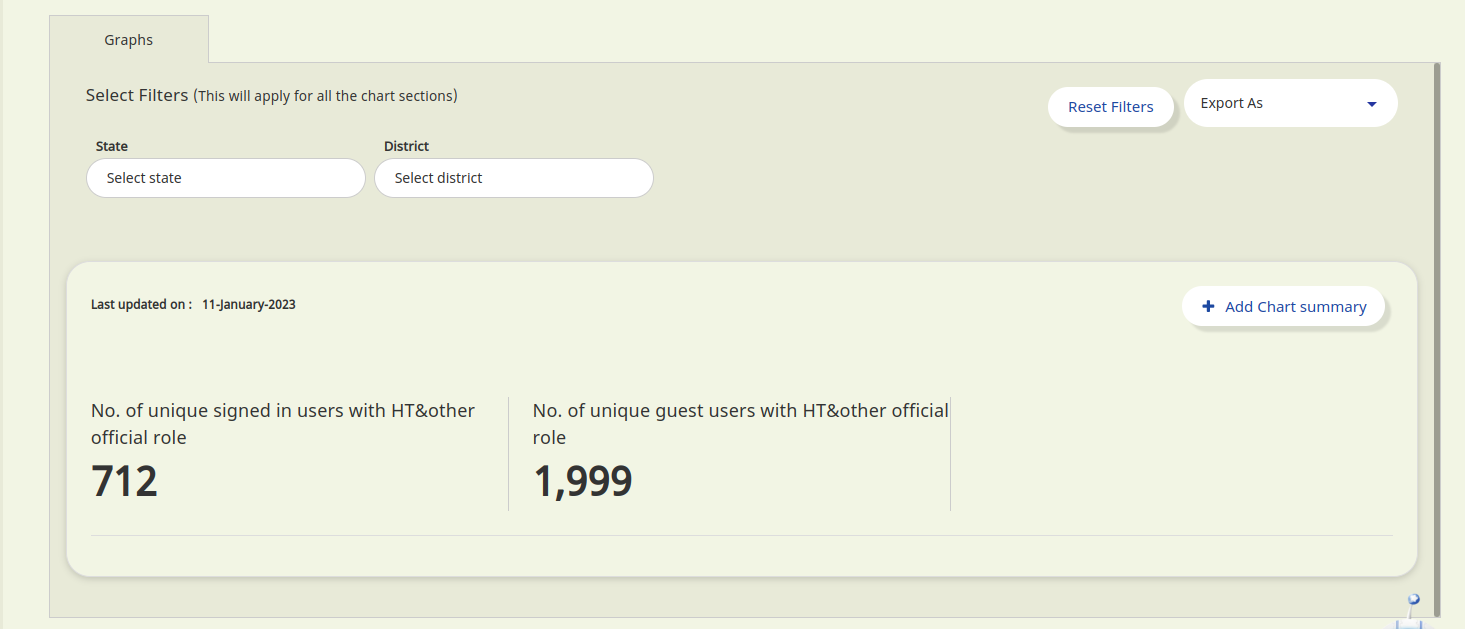 Graphs
Select Filters (This will apply for all the chart sections)
Reset Filters
Export As
State
District
Select state
Select district
Last updated on : 11-January-2023
Add Chart summary
No. of unique signed in users with HT&other
official role
712
No. of unique guest users with HT&other official
role
1,999